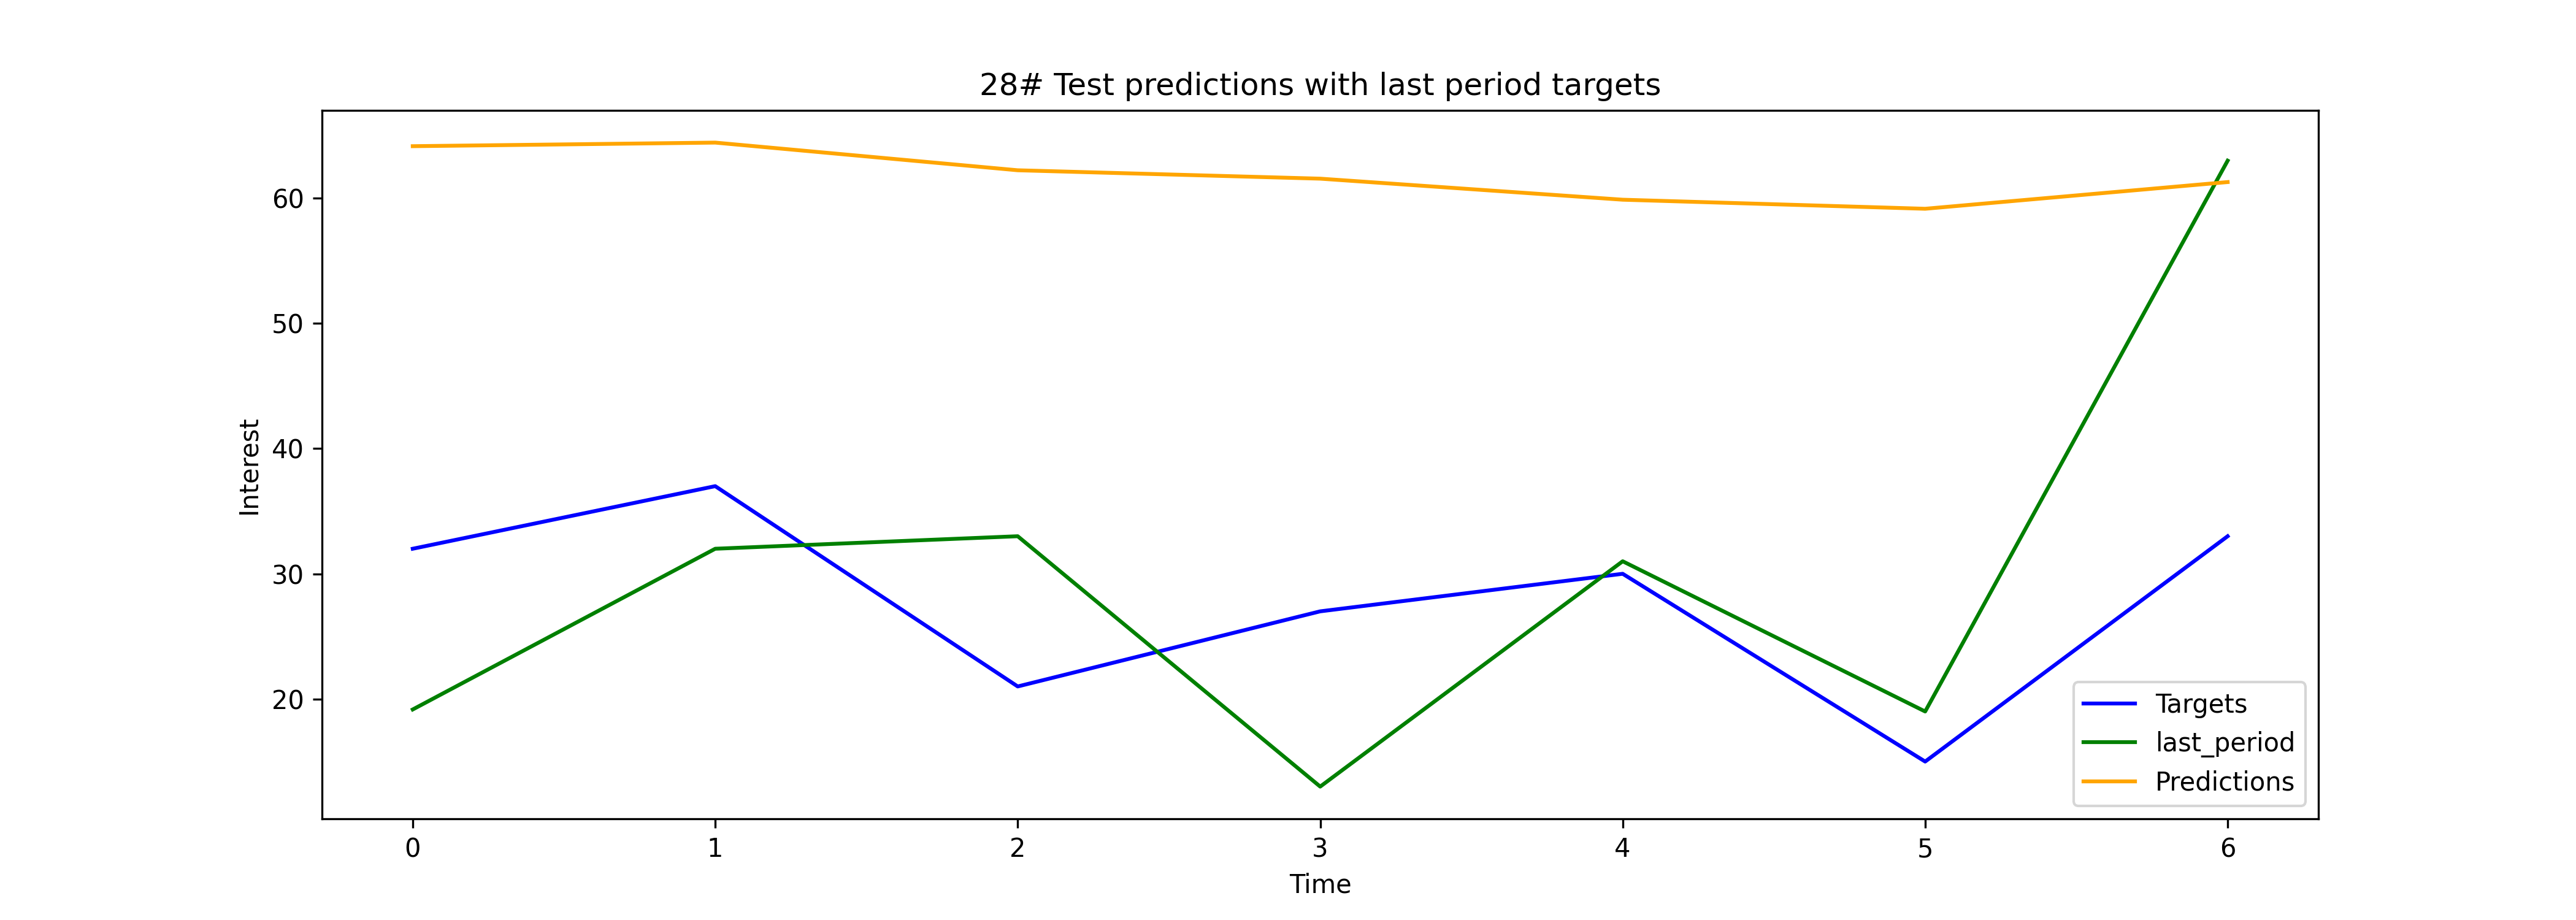 28# Test predictions with last period targets
Interest
60
50
40
30
20
0 1 2 3 4 5 6
Time
Targets
last_period
Predictions